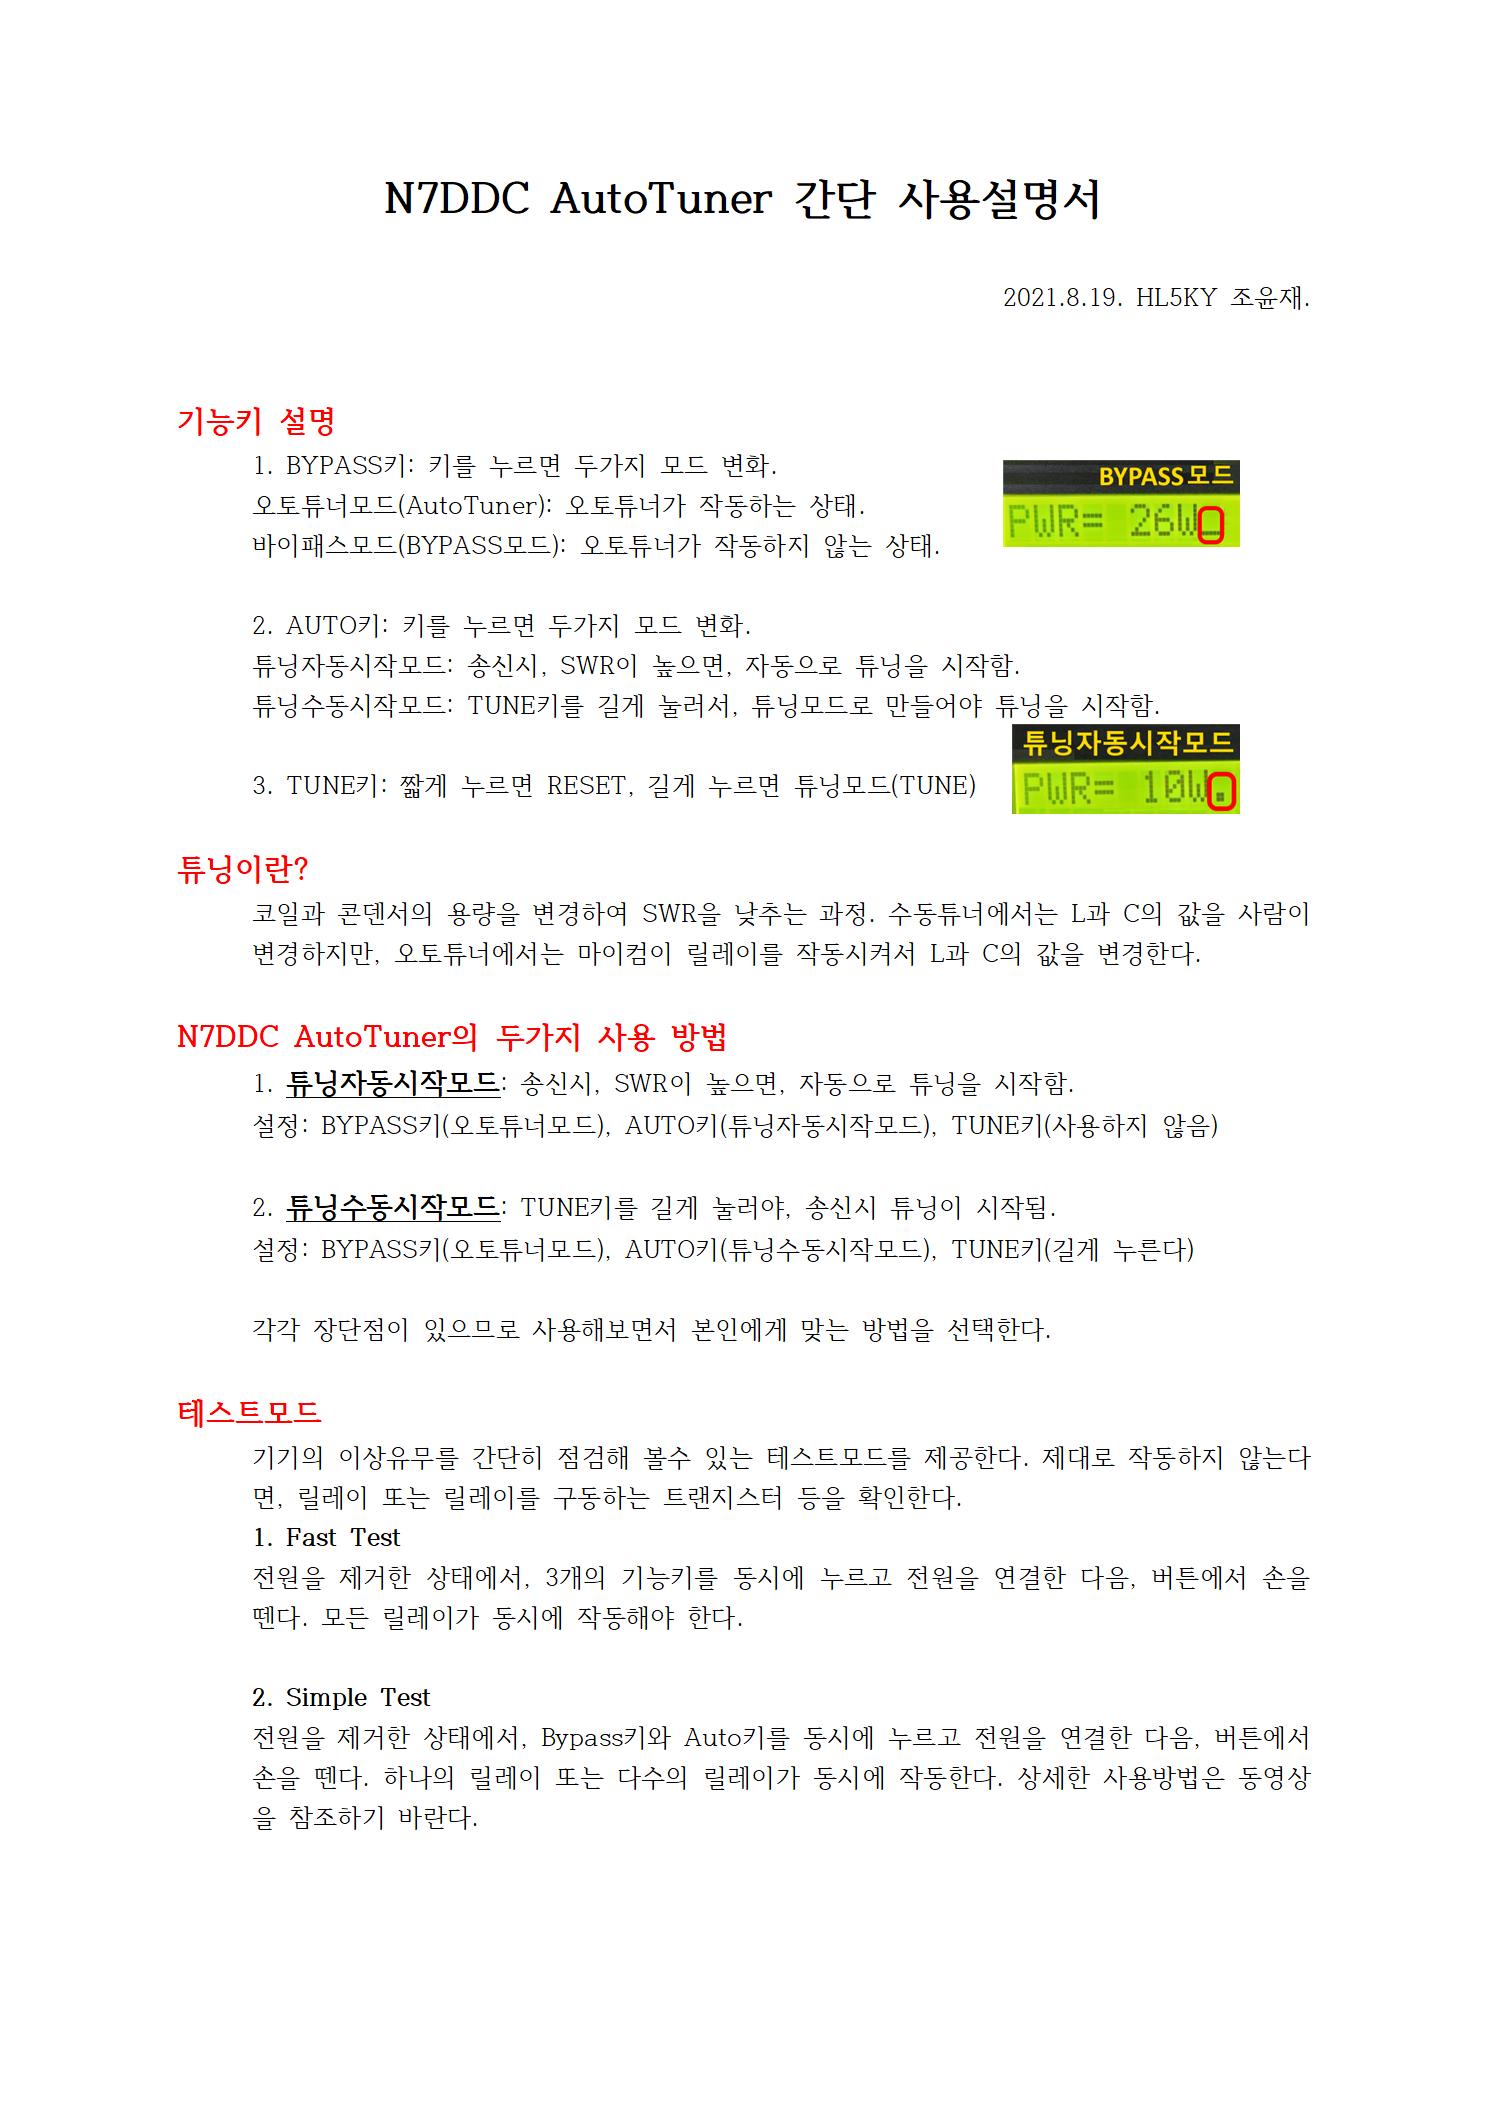 N7DDC AutoTuner 간단 사용설명서
2021.8.19. HL5KY 조윤재.
기능키 설명
1. BYPASS키: 키를 누르면 두가지 모드 변화.
오토튜너모드(AutoTuner): 오토튜너가 작동하는 상태.
바이패스모드(BYPASS모드): 오토튜너가 작동하지 않는 상태.
BYPASS모드
PWR= 26W_
2. AUTO키: 키를 누르면 두가지 모드 변화.
튜닝자동시작모드: 송신시, SWR이 높으면, 자동으로 튜닝을 시작함.
튜닝수동시작모드: TUNE키를 길게 눌러서, 튜닝모드로 만들어야 튜닝을 시작함.
튜닝자동시작모드
PWR= 10W.
3. TUNE키: 짧게 누르면 RESET, 길게 누르면 튜닝모드(TUNE)
튜닝이란?
코일과 콘덴서의 용량을 변경하여 SWR을 낮추는 과정. 수동튜너에서는 L과 C의 값을 사람이
변경하지만, 오토튜너에서는 마이컴이 릴레이를 작동시켜서 L과 C의 값을 변경한다.
N7DDC AutoTuner의 두가지 사용 방법
1. 튜닝자동시작모드: 송신시, SWR이 높으면, 자동으로 튜닝을 시작함.
설정: BYPASS키(오토튜너모드), AUTO키(튜닝자동시작모드), TUNE키(사용하지 않음)
2. 튜닝수동시작모드: TUNE키를 길게 눌러야, 송신시 튜닝이 시작됨.
설정: BYPASS키(오토튜너모드), AUTO키(튜닝수동시작모드), TUNE키(길게 누른다)
각각 장단점이 있으므로 사용해보면서 본인에게 맞는 방법을 선택한다.
테스트모드
기기의 이상유무를 간단히 점검해 볼수 있는 테스트모드를 제공한다. 제대로 작동하지 않는다
면, 릴레이 또는 릴레이를 구동하는 트랜지스터 등을 확인한다.
1. Fast Test
전원을 제거한 상태에서, 3개의 기능키를 동시에 누르고 전원을 연결한 다음, 버튼에서 손을
뗀다. 모든 릴레이가 동시에 작동해야 한다.
2. Simple Test
전원을 제거한 상태에서, Bypass키와 Auto키를 동시에 누르고 전원을 연결한 다음, 버튼에서
손을 뗀다. 하나의 릴레이 또는 다수의 릴레이가 동시에 작동한다. 상세한 사용방법은 동영상
을 참조하기 바란다.